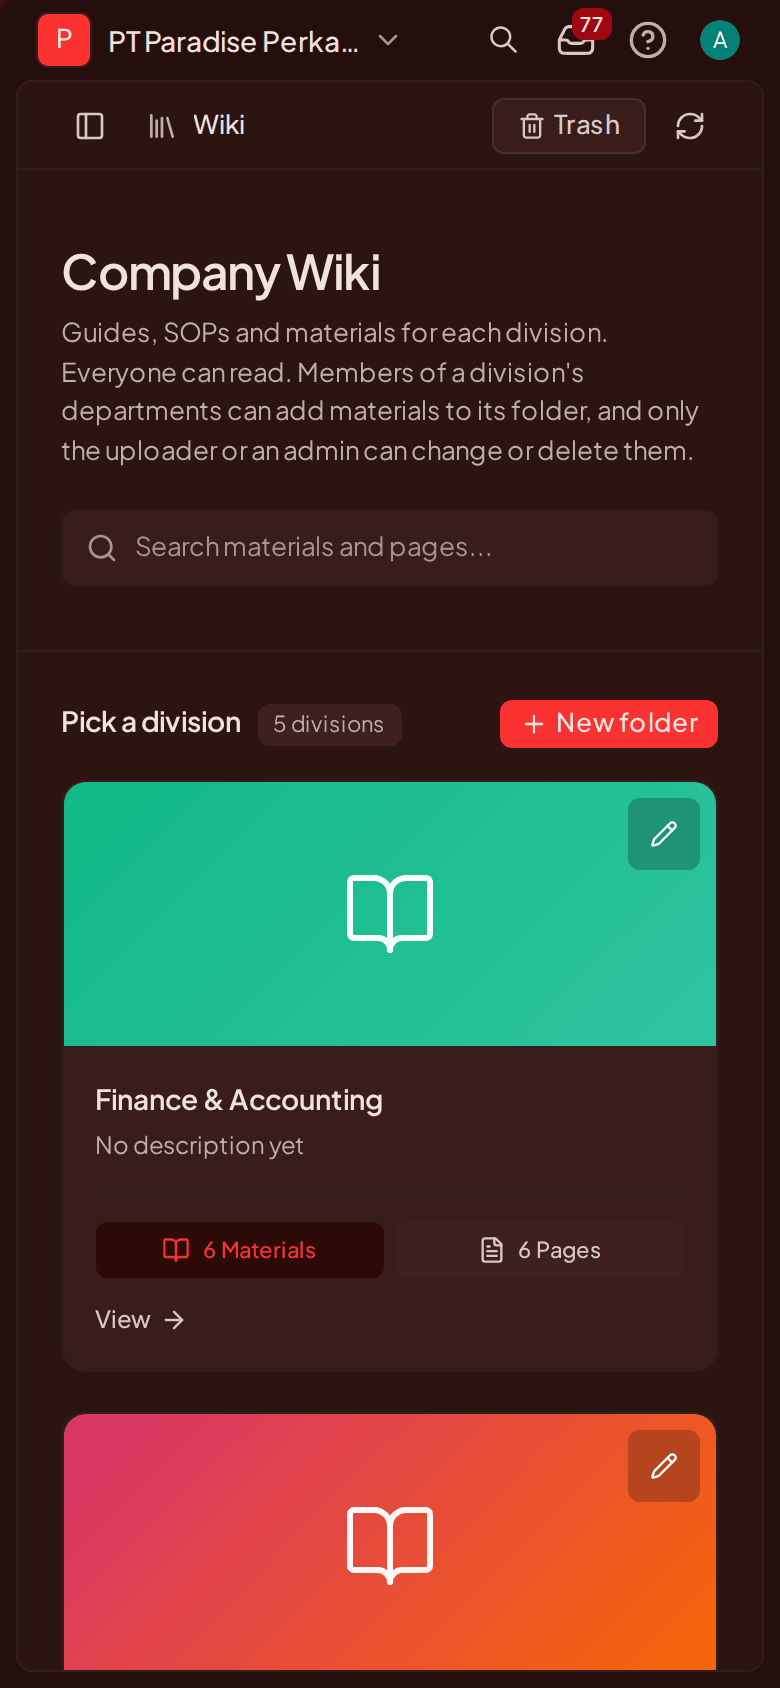 P
PT Paradise Perka...
77
A
Wiki
Trash
Company Wiki
Guides, SOPs and materials for each division.
Everyone can read. Members of a division's
departments can add materials to its folder, and only
the uploader or an admin can change or delete them.
Search materials and pages...
Pick a division
5 divisions
New folder
Finance & Accounting
No description yet
6 Materials
6 Pages
View